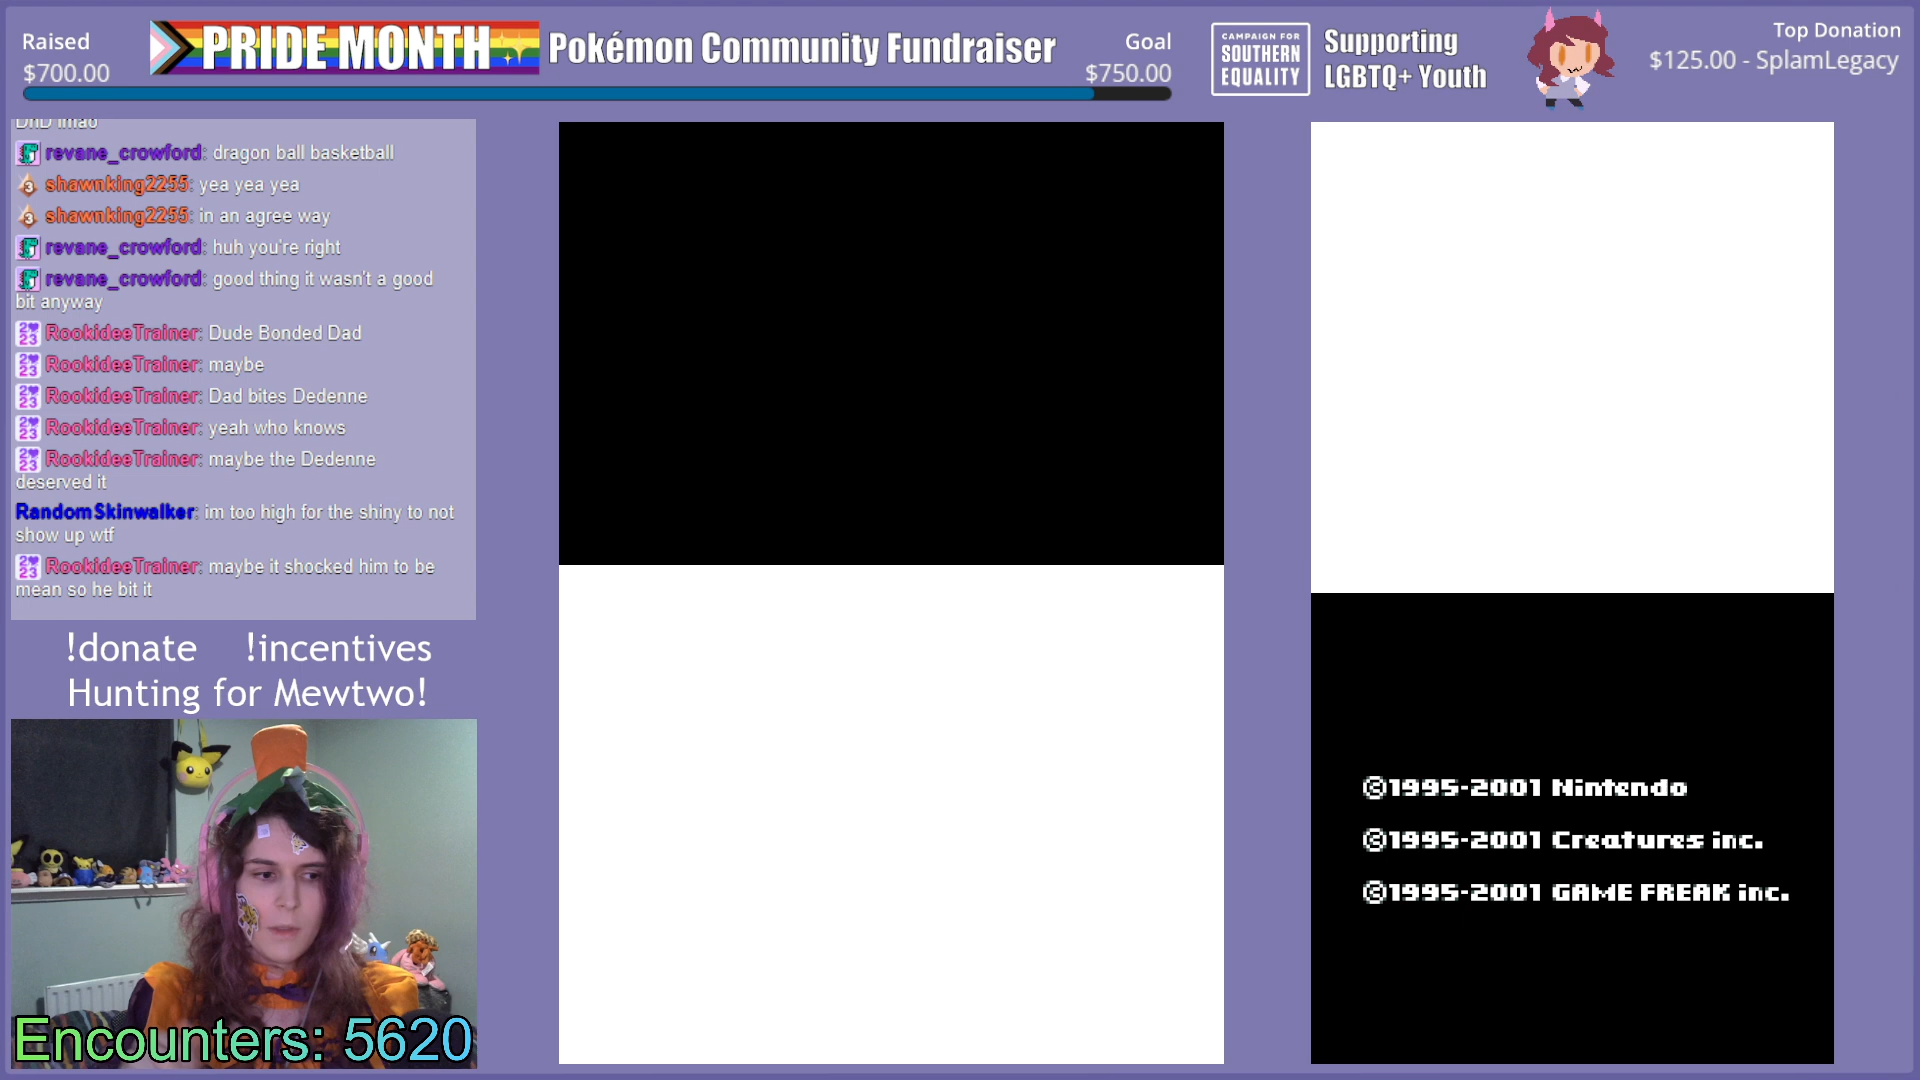 Raised
$700.00
PRIDE MONTH
Pokémon Community Fundraiser
Goal
$750.00
CAMPAIGN FOR
SOUTHERN
EQUALITY
Supporting
LGBTQ+ Youth
Top Donation
$125.00 - SplamLegacy
DnD lmao
revane_crowford: dragon ball basketball
shawnking2255: yea yea yea
shawnking2255: in an agree way
revane_crowford: huh you're right
revane_crowford: good thing it wasn't a good
bit anyway
RookideeTrainer: Dude Bonded Dad
RookideeTrainer: maybe
RookideeTrainer: Dad bites Dedenne
RookideeTrainer: yeah who knows
RookideeTrainer: maybe the Dedenne
deserved it
RandomSkinwalker: im too high for the shiny to not
show up wtf
RookideeTrainer: maybe it shocked him to be
mean so he bit it
!donate !incentives
Hunting for Mewtwo!
Encounters: 5620
©1995-2001 Nintendo
©1995-2001 Creatures inc.
©1995-2001 GAME FREAK inc.